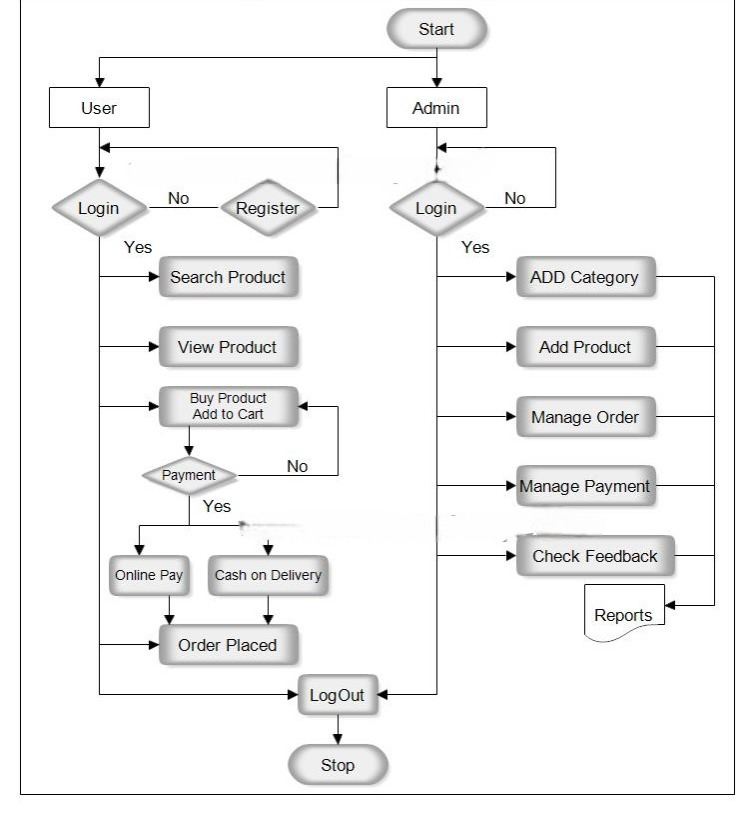 Start
User
Admin
Login
No
Register
Login
No
Yes
Yes
Search Product
ADD Category
View Product
Add Product
Buy Product
Add to Cart
Manage Order
Payment
No
Manage Payment
Yes
Online Pay
Cash on Delivery
Check Feedback
Reports
Order Placed
LogOut
Stop